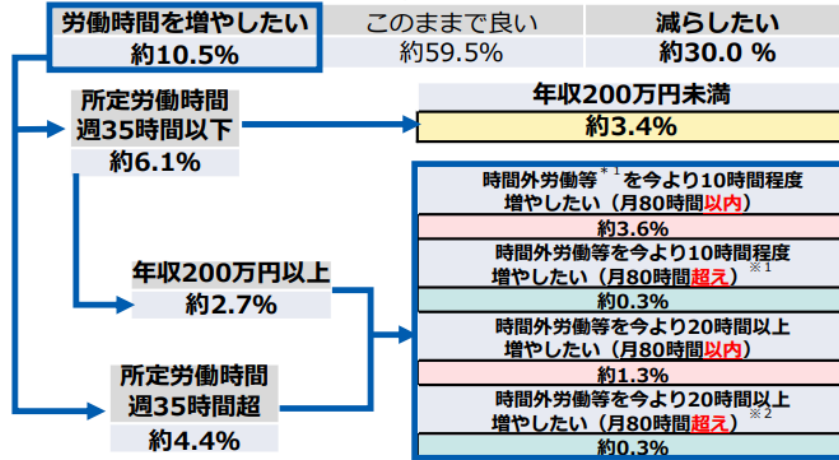 労働時間を増やしたい
約10.5%
このままで良い
約59.5%
減らしたい
約30.0 %
所定労働時間
週35時間以下
約6.1%
年収200万円未満
約3.4%
時間外労働等*1を今より10時間程度
増やしたい（月80時間以内）
約3.6%
時間外労働等を今より10時間程度
増やしたい（月80時間超え）※1
約0.3%
年収200万円以上
約2.7%
時間外労働等を今より20時間以上
増やしたい（月80時間以内）
約1.3%
所定労働時間
週35時間超
約4.4%
時間外労働等を今より20時間以上
増やしたい（月80時間超え）※2
約0.3%